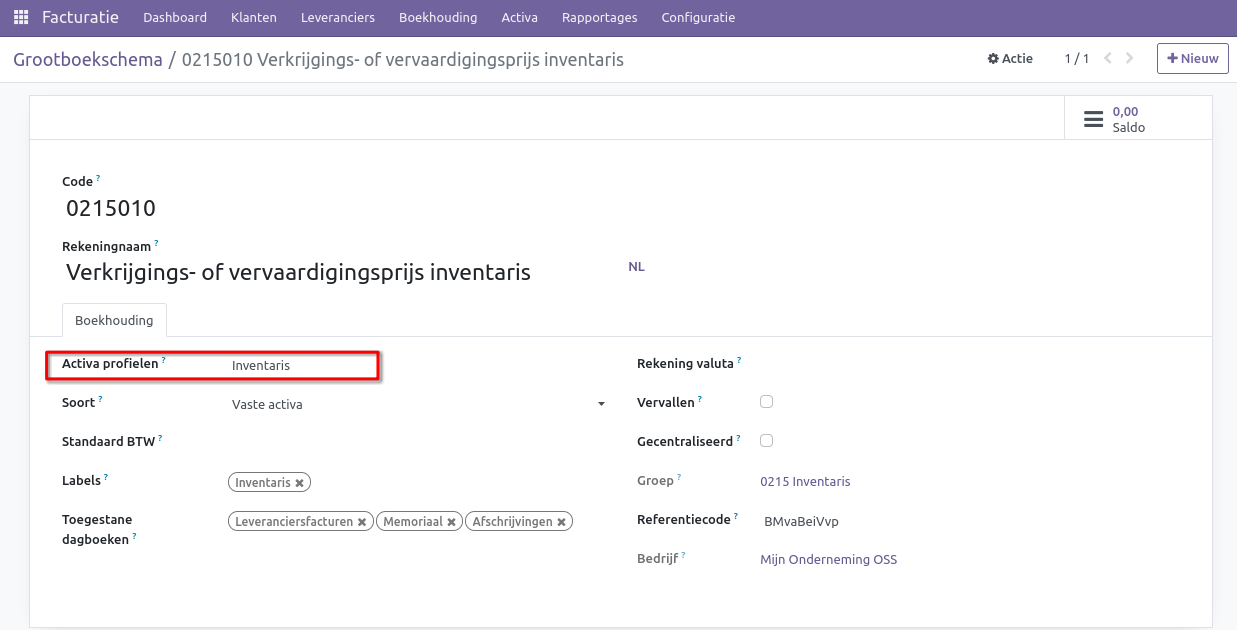 Facturatie Dashboard Klanten Leveranciers Boekhouding Activa Rapportages Configuratie
Grootboekschema / 0215010 Verkrijgings- of vervaardigingsprijs inventaris Actie 1 / 1 Nieuw
0,00
Saldo
Code ?
0215010
Rekeningnaam ?
Verkrijgings- of vervaardigingsprijs inventaris NL
Boekhouding
Activa profielen ? Inventaris Rekening valuta ?
Soort ? Vaste activa Vervallen ?
Standaard BTW ? Gecentraliseerd ?
Labels ? Inventaris Groep ? 0215 Inventaris
Toegestane dagboeken ? Leveranciersfacturen Memoriaal Afschrijvingen Referentiecode ? BMvaBeiVvp
Bedrijf ? Mijn Onderneming OSS